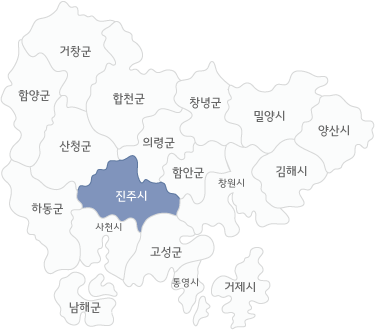 거창군
함양군
합천군
창녕군
밀양시
양산시
산청군
의령군
함안군
김해시
창원시
진주시
하동군
사천시
고성군
통영시
거제시
남해군